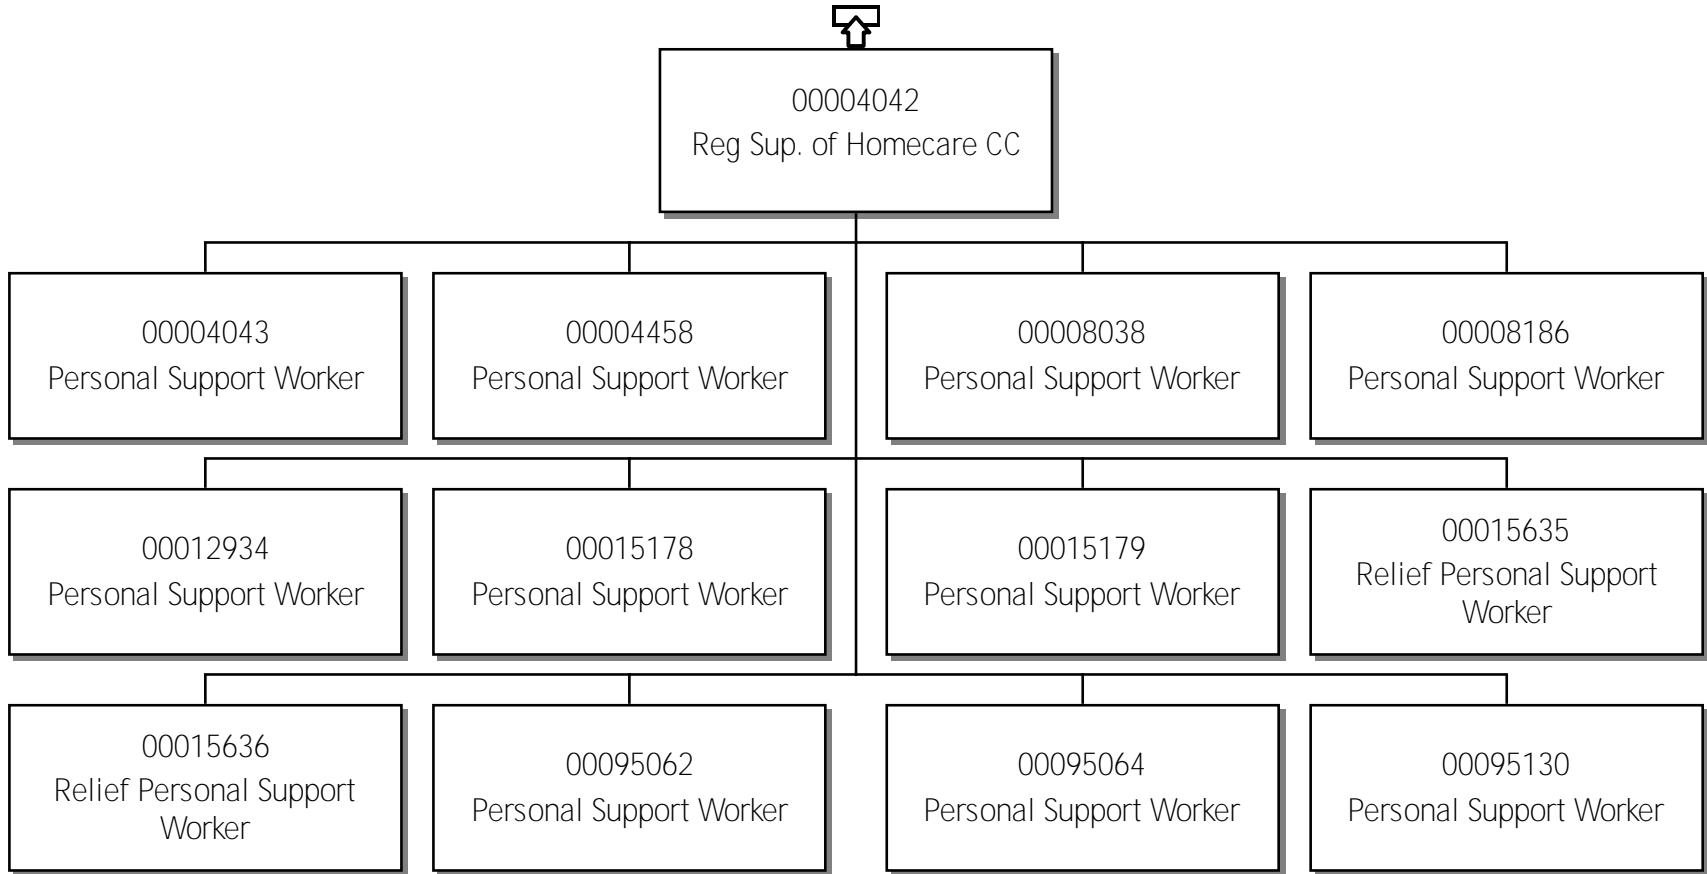 00004042
Reg Sup. of Homecare CC
00004043
Personal Support Worker
00004458
Personal Support Worker
00008038
Personal Support Worker
00008186
Personal Support Worker
00012934
Personal Support Worker
00015178
Personal Support Worker
00015179
Personal Support Worker
00015635
Relief Personal Support
Worker
00015636
Relief Personal Support
Worker
00095062
Personal Support Worker
00095064
Personal Support Worker
00095130
Personal Support Worker